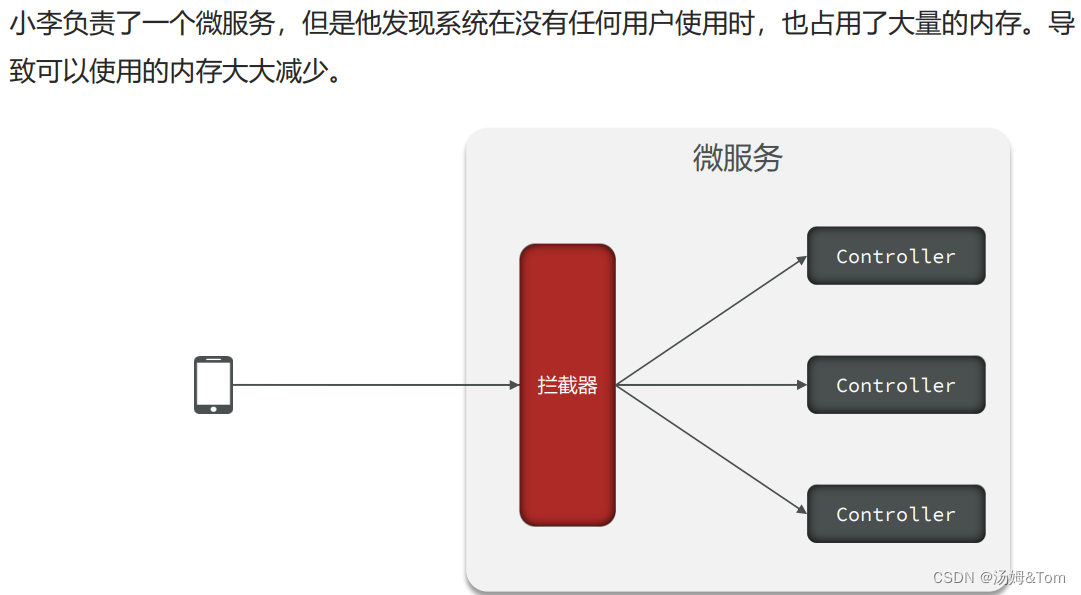 小李负责了一个微服务，但是他发现系统在没有任何用户使用时，也占用了大量的内存。导
致可以使用的内存大大减少。
微服务
Controller
拦截器
Controller
Controller
CSDN @汤姆&Tom